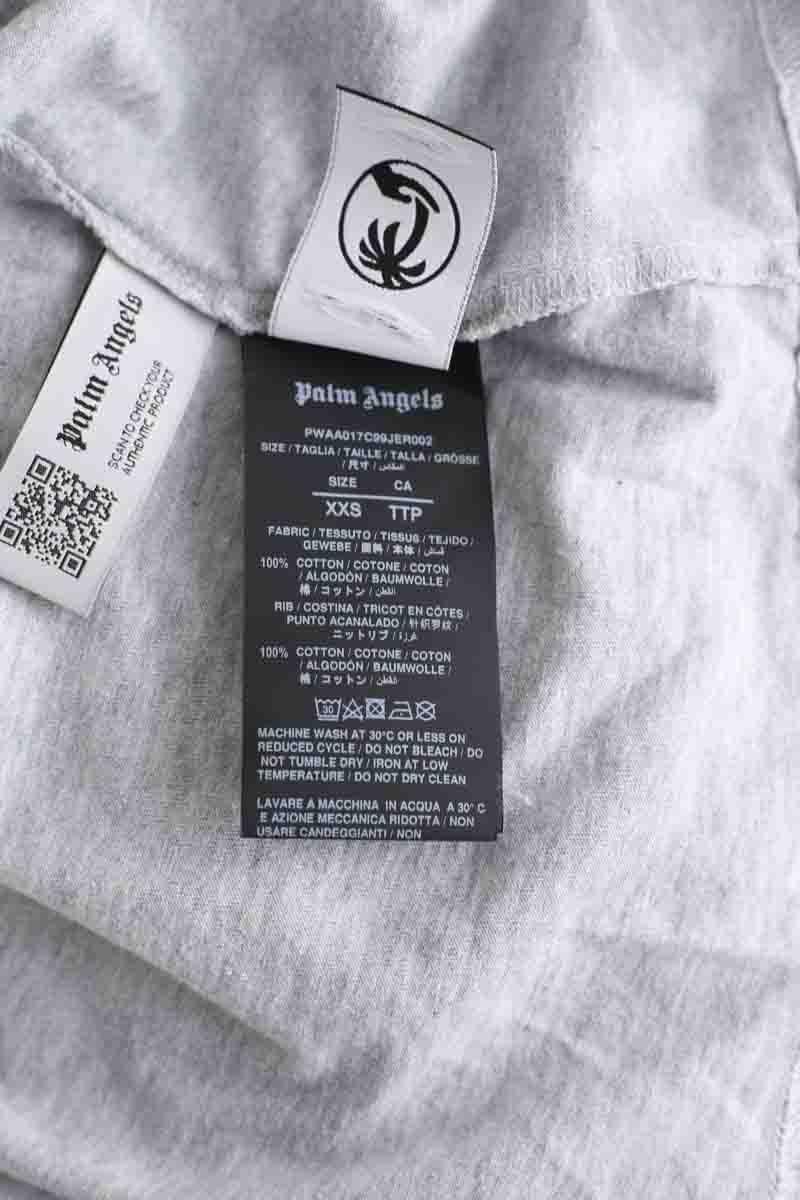 Palm Angels
SCAN TO CHECK YOUR
AUTHENTIC PRODUCT
Palm Angels
PWAA017C99JER002
SIZE / TAGLIA / TAILLE / TALLA / GRÖSSE
/ 尺寸 / المقاس
SIZE CA
XXS TTP
FABRIC / TESSUTO / TISSUS / TEJIDO /
GEWEBE / 面料 / 本体 / قماش
100% COTTON / COTONE / COTON
/ ALGODÓN / BAUMWOLLE /
棉 / コットン / القطن
RIB / COSTINA / TRICOT EN CÔTES /
PUNTO ACANALADO / 针织罗纹 /
ニットリブ / غرزة
100% COTTON / COTONE / COTON
/ ALGODÓN / BAUMWOLLE /
棉 / コットン / القطن
30
MACHINE WASH AT 30°C OR LESS ON
REDUCED CYCLE / DO NOT BLEACH / DO
NOT TUMBLE DRY / IRON AT LOW
TEMPERATURE / DO NOT DRY CLEAN
LAVARE A MACCHINA IN ACQUA A 30° C
E AZIONE MECCANICA RIDOTTA / NON
USARE CANDEGGIANTI / NON